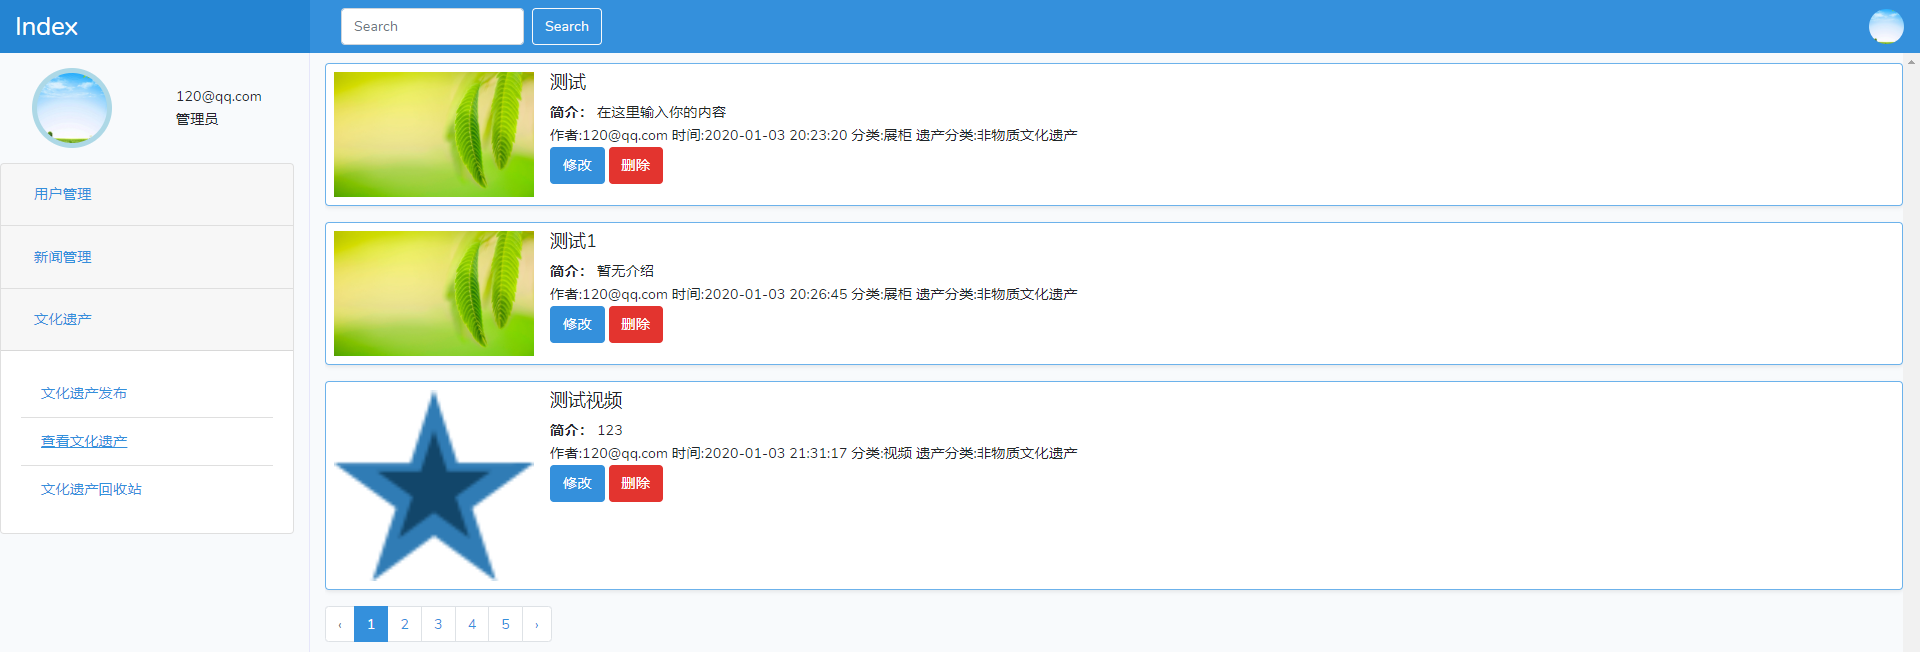 Index
Search
Search
120@qq.com
管理员
用户管理
新闻管理
文化遗产
文化遗产发布
查看文化遗产
文化遗产回收站
测试
简介： 在这里输入你的内容
作者:120@qq.com 时间:2020-01-03 20:23:20 分类:展柜 遗产分类:非物质文化遗产
修改 删除
测试1
简介： 暂无介绍
作者:120@qq.com 时间:2020-01-03 20:26:45 分类:展柜 遗产分类:非物质文化遗产
修改 删除
测试视频
简介： 123
作者:120@qq.com 时间:2020-01-03 21:31:17 分类:视频 遗产分类:非物质文化遗产
修改 删除
‹ 1 2 3 4 5 ›